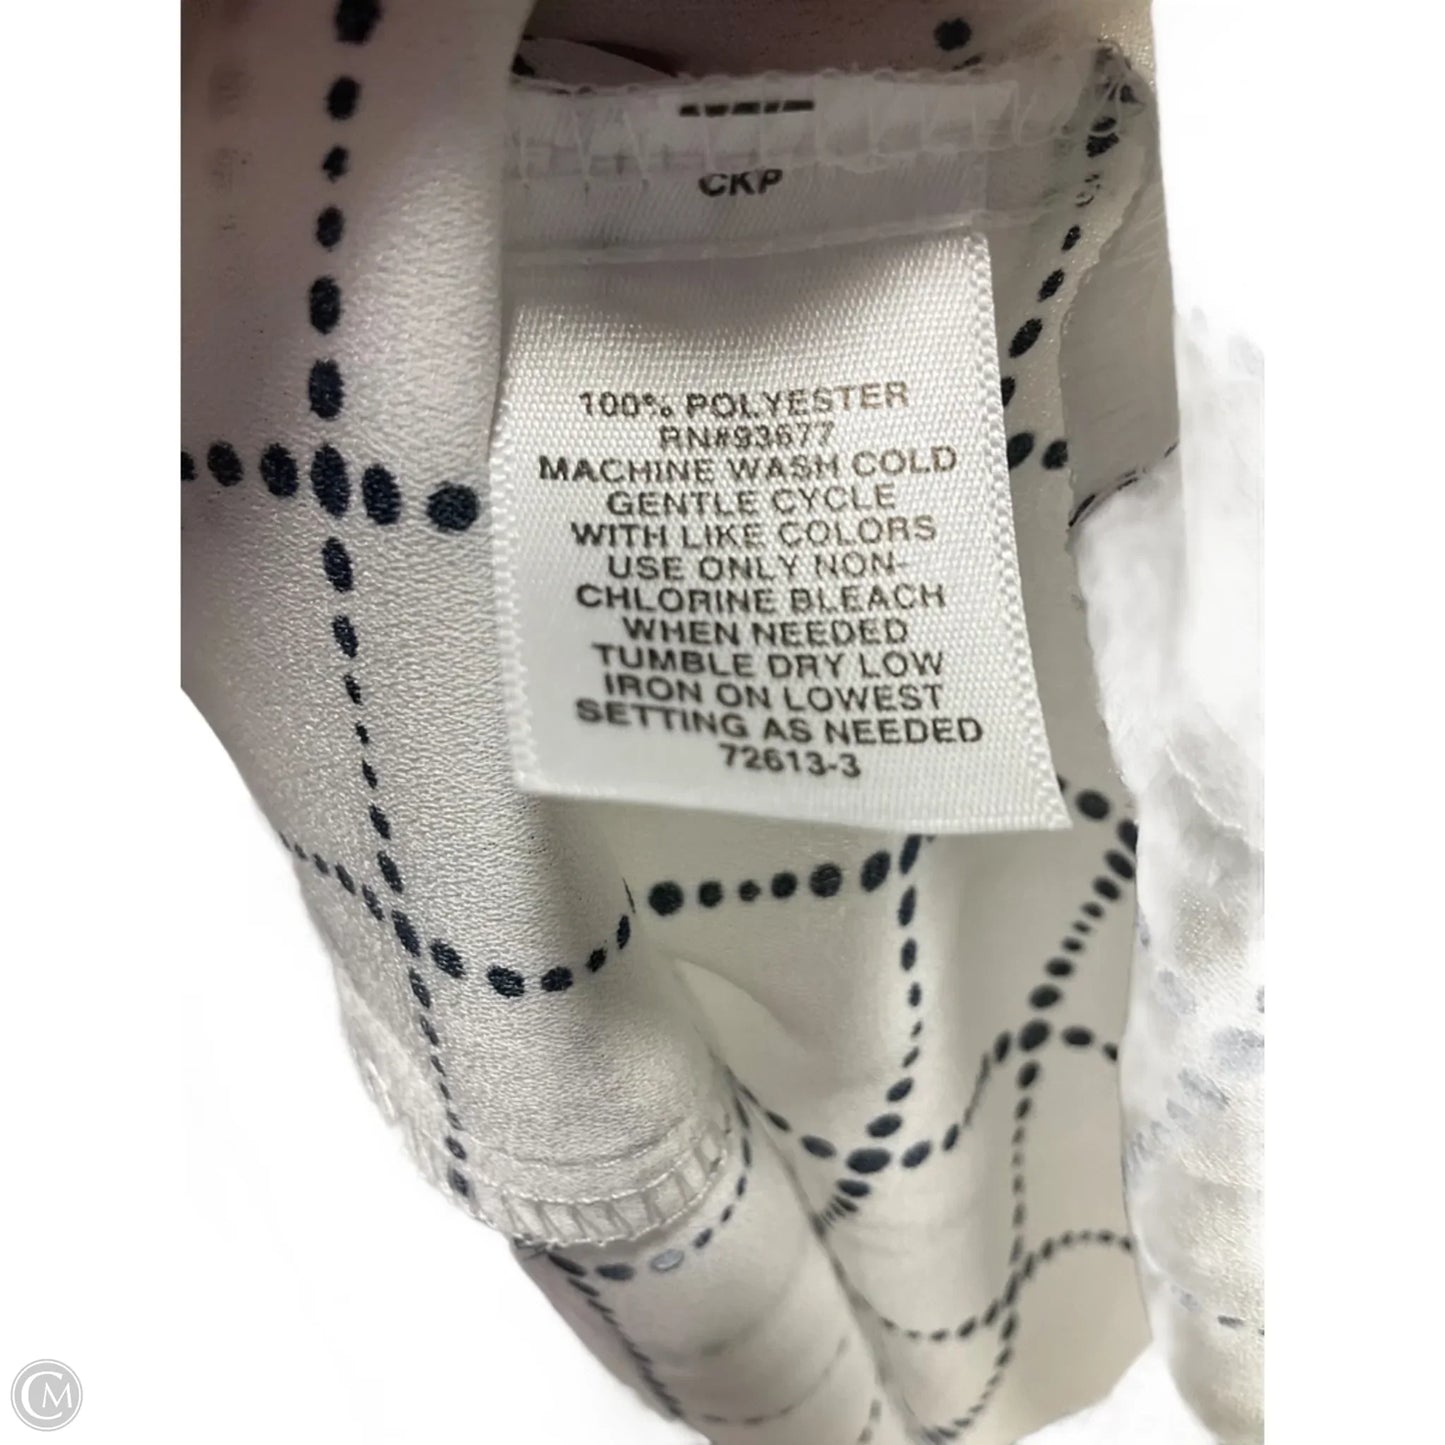 CKP
100% POLYESTER
RN#93677
MACHINE WASH COLD
GENTLE CYCLE
WITH LIKE COLORS
USE ONLY NON-
CHLORINE BLEACH
WHEN NEEDED
TUMBLE DRY LOW
IRON ON LOWEST
SETTING AS NEEDED
72613-3
CM